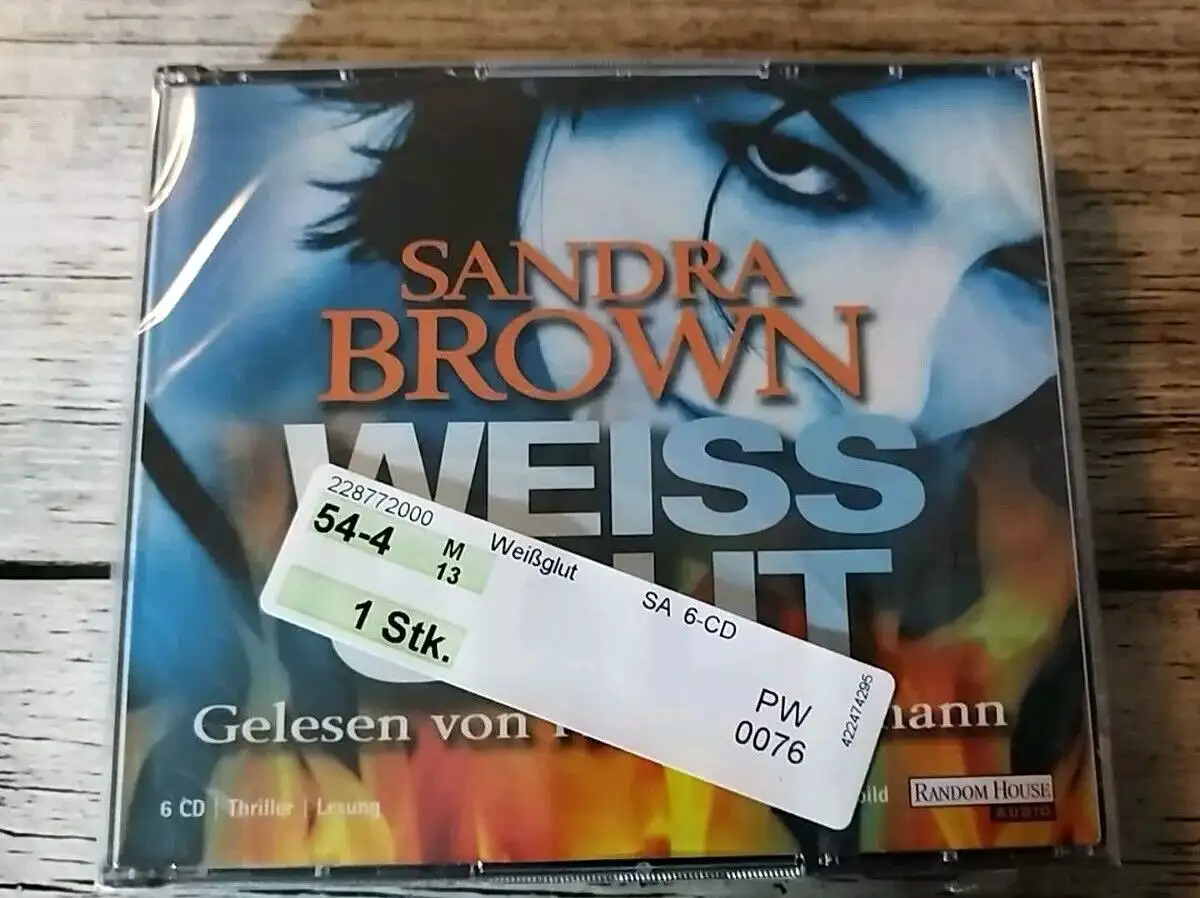 SANDRA
BROWN
WEISS
228772000
54-4
M
13
Weißglut
SA 6-CD
1 Stk.
PW
0076
422474295
Gelesen von
6 CD | Thriller | Lesung
RANDOM HOUSE
AUDIO